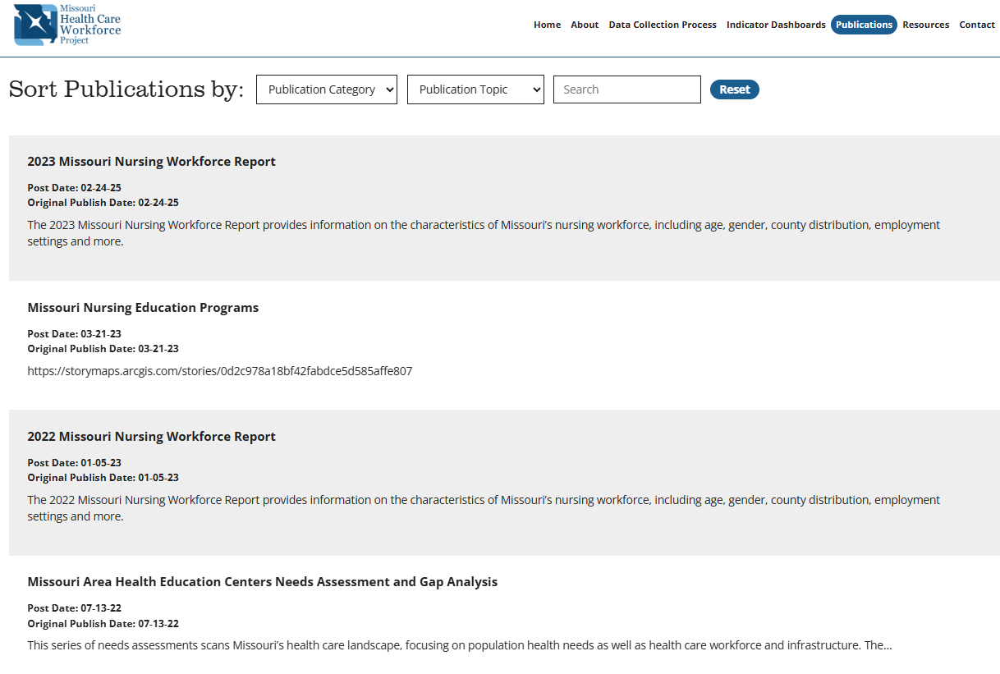 Missouri
Health Care
Workforce
Project
Home About Data Collection Process Indicator Dashboards Publications Resources Contact
Sort Publications by: Publication Category Publication Topic Search Reset
2023 Missouri Nursing Workforce Report
Post Date: 02-24-25
Original Publish Date: 02-24-25
The 2023 Missouri Nursing Workforce Report provides information on the characteristics of Missouri’s nursing workforce, including age, gender, county distribution, employment
settings and more.
Missouri Nursing Education Programs
Post Date: 03-21-23
Original Publish Date: 03-21-23
https://storymaps.arcgis.com/stories/0d2c978a18bf42fabdce5d585affe807
2022 Missouri Nursing Workforce Report
Post Date: 01-05-23
Original Publish Date: 01-05-23
The 2022 Missouri Nursing Workforce Report provides information on the characteristics of Missouri’s nursing workforce, including age, gender, county distribution, employment
settings and more.
Missouri Area Health Education Centers Needs Assessment and Gap Analysis
Post Date: 07-13-22
Original Publish Date: 07-13-22
This series of needs assessments scans Missouri’s health care landscape, focusing on population health needs as well as health care workforce and infrastructure. The...